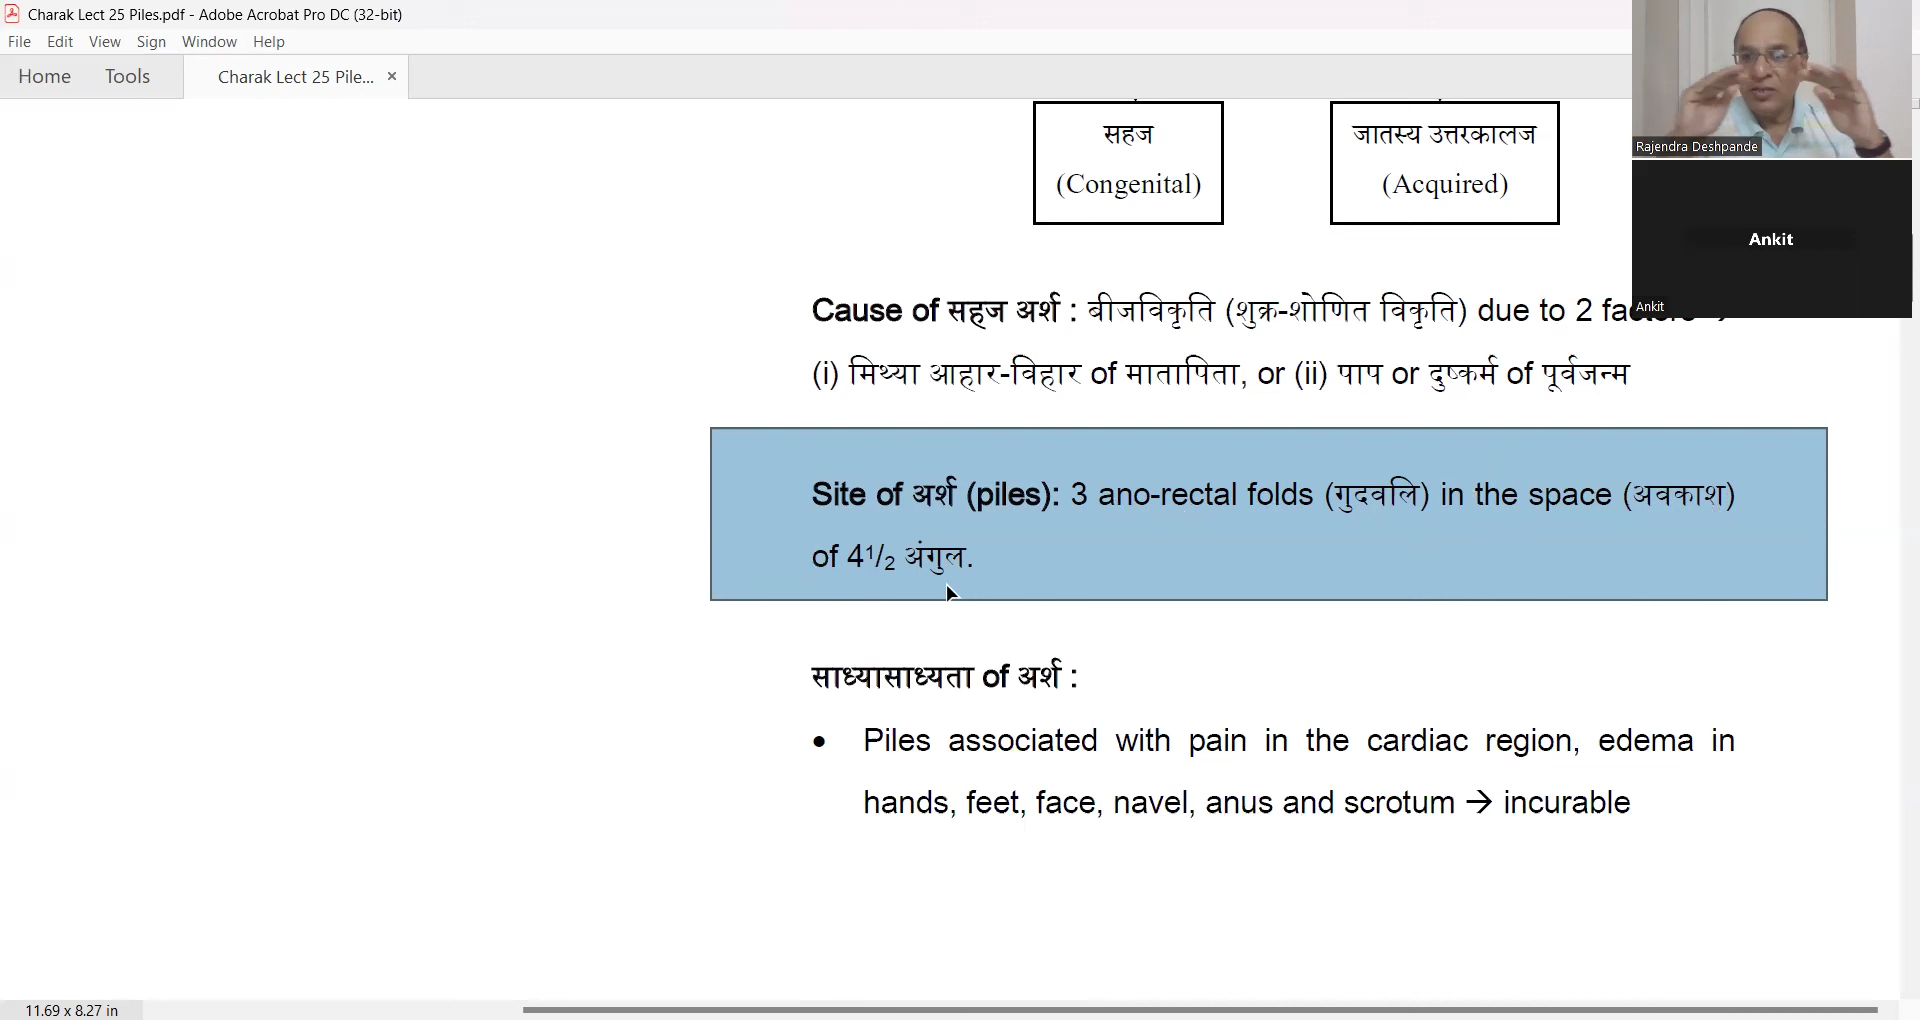 Charak Lect 25 Piles.pdf - Adobe Acrobat Pro DC (32-bit)
File Edit View Sign Window Help
Home Tools Charak Lect 25 Pile... ×
Rajendra Deshpande
Ankit
Ankit
सहज
(Congenital)
जातस्य उत्तरकालज
(Acquired)
Cause of सहज अर्श : बीजविकृति (शुक्र-शोणित विकृति) due to 2
(i) मिथ्या आहार-विहार of मातापिता, or (ii) पाप or दुष्कर्म of पूर्वजन्म
Site of अर्श (piles): 3 ano-rectal folds (गुदवलि) in the space (अवकाश)
of 4¹/₂ अंगुल.
साध्यासाध्यता of अर्श :
• Piles associated with pain in the cardiac region, edema in
hands, feet, face, navel, anus and scrotum → incurable
11.69 x 8.27 in